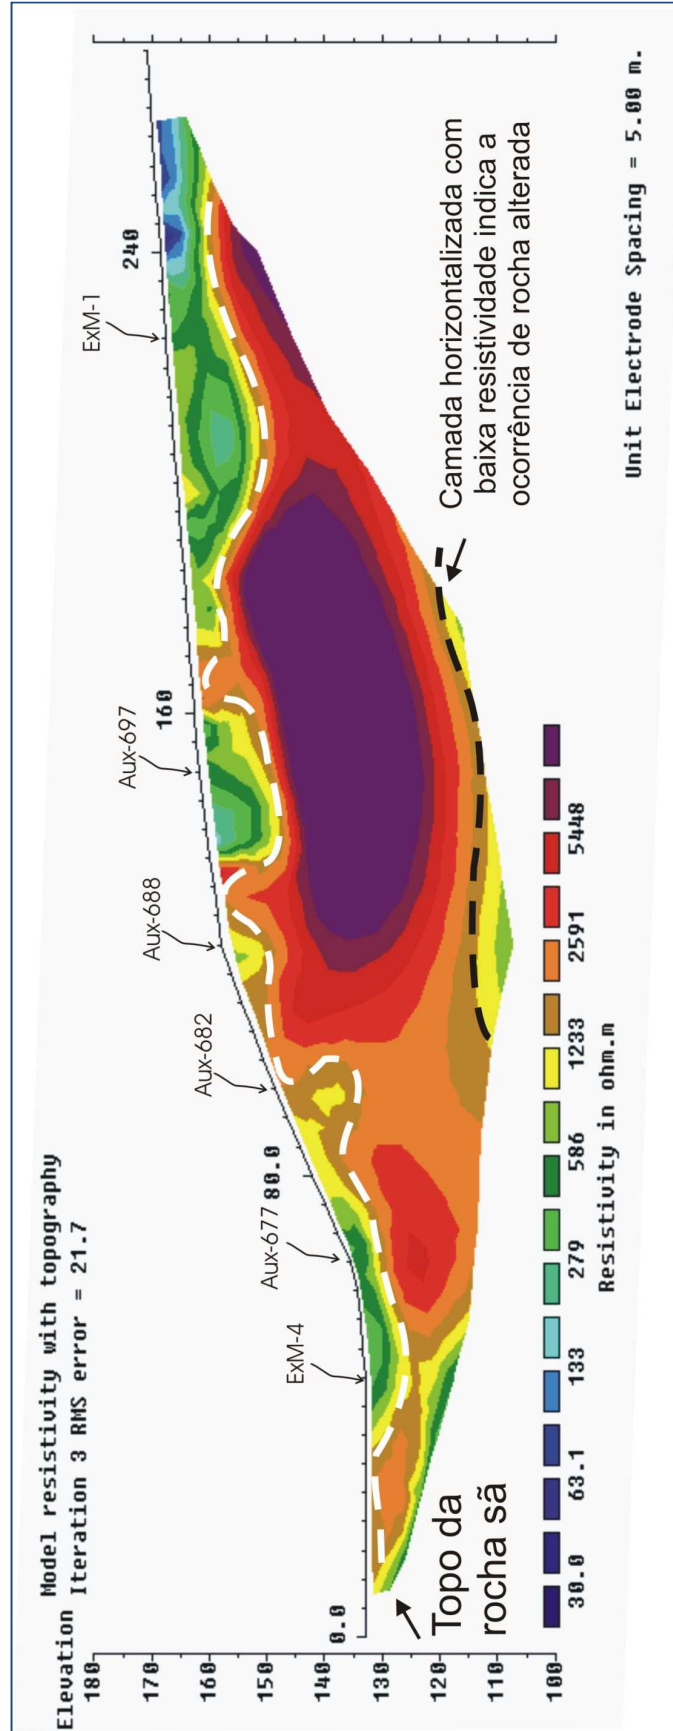 Model resistivity with topography
Elevation Iteration 3 RMS error = 21.7
180
170
160
150
140
130
120
110
100
0.0
80.0
160
240
ExM-4
Aux-677
Aux-682
Aux-688
Aux-697
ExM-1
Topo da
rocha sã
Camada horizontalizada com
baixa resistividade indica a
ocorrência de rocha alterada
30.0 63.1 133 279 586 1233 2591 5448
Resistivity in ohm.m
Unit Electrode Spacing = 5.00 m.